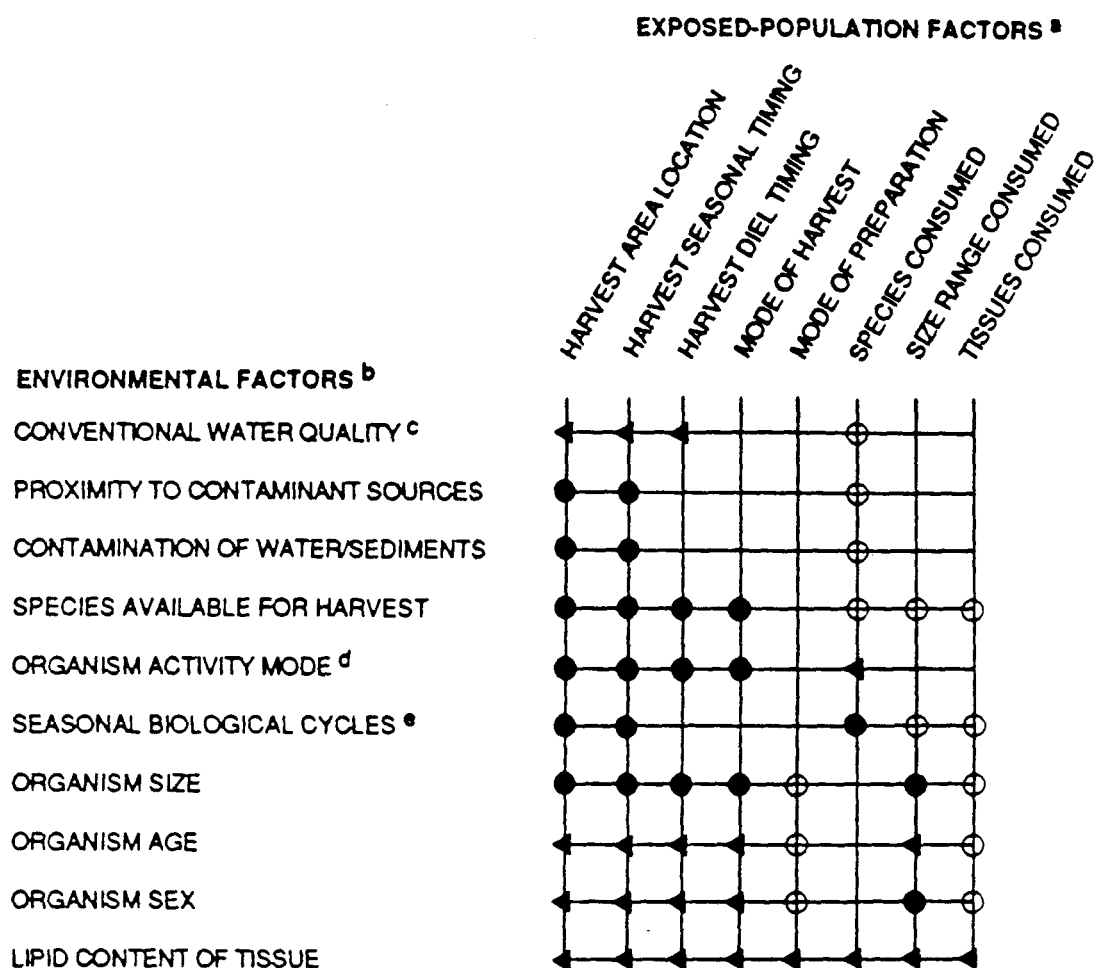 EXPOSED-POPULATION FACTORS a
HARVEST AREA LOCATION
HARVEST SEASONAL TIMING
HARVEST DIEL TIMING
MODE OF HARVEST
MODE OF PREPARATION
SPECIES CONSUMED
SIZE RANGE CONSUMED
TISSUES CONSUMED
ENVIRONMENTAL FACTORS b
CONVENTIONAL WATER QUALITY c
PROXIMITY TO CONTAMINANT SOURCES
CONTAMINATION OF WATER/SEDIMENTS
SPECIES AVAILABLE FOR HARVEST
ORGANISM ACTIVITY MODE d
SEASONAL BIOLOGICAL CYCLES e
ORGANISM SIZE
ORGANISM AGE
ORGANISM SEX
LIPID CONTENT OF TISSUE